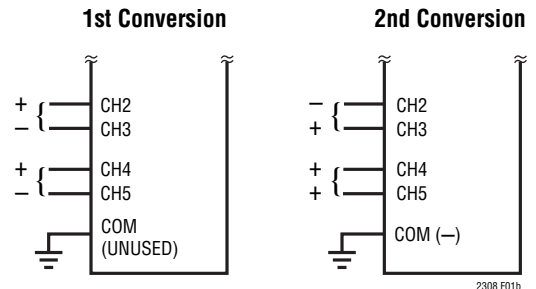 1st Conversion
+ { CH2
– CH3
+ { CH4
– CH5
COM
(UNUSED)
2nd Conversion
– { CH2
+ CH3
+ { CH4
+ CH5
COM (–)
2308 F01b